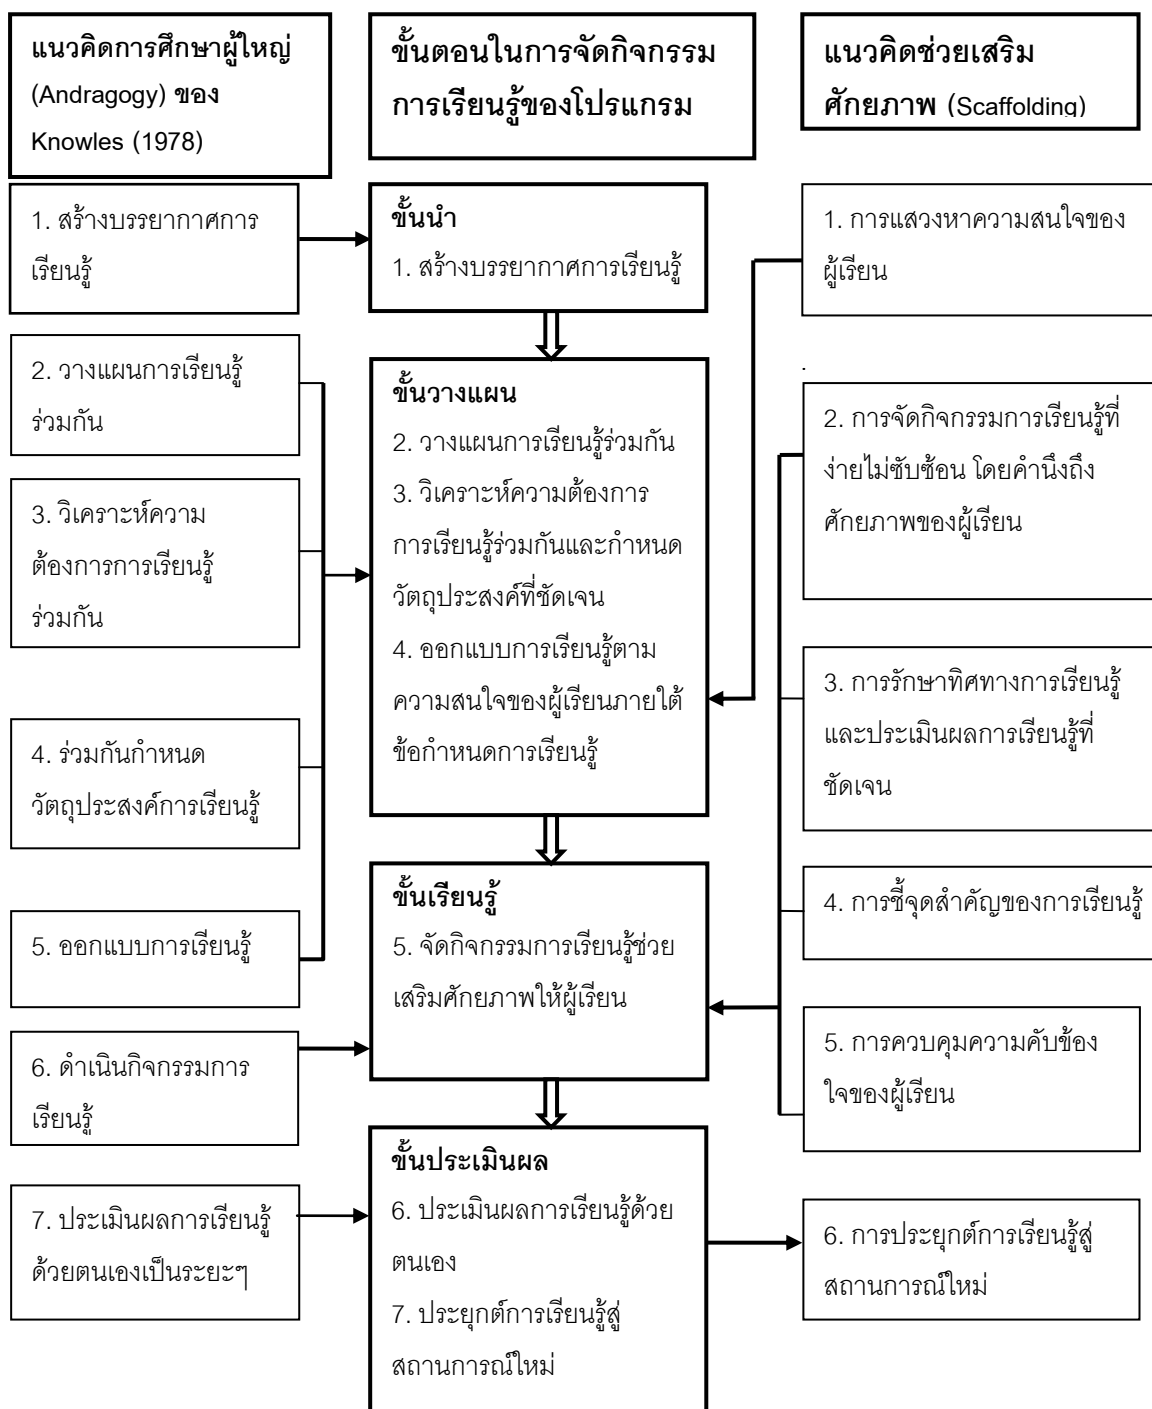 แนวคิดการศึกษาผู้ใหญ่
(Andragogy) ของ
Knowles (1978)
ขั้นตอนในการจัดกิจกรรม
การเรียนรู้ของโปรแกรม
แนวคิดช่วยเสริม
ศักยภาพ (Scaffolding)
1. สร้างบรรยากาศการ
เรียนรู้
2. วางแผนการเรียนรู้
ร่วมกัน
3. วิเคราะห์ความ
ต้องการการเรียนรู้
ร่วมกัน
4. ร่วมกันกำหนด
วัตถุประสงค์การเรียนรู้
5. ออกแบบการเรียนรู้
6. ดำเนินกิจกรรมการ
เรียนรู้
7. ประเมินผลการเรียนรู้
ด้วยตนเองเป็นระยะๆ
ขั้นนำ
1. สร้างบรรยากาศการเรียนรู้
ขั้นวางแผน
2. วางแผนการเรียนรู้ร่วมกัน
3. วิเคราะห์ความต้องการ
การเรียนรู้ร่วมกันและกำหนด
วัตถุประสงค์ที่ชัดเจน
4. ออกแบบการเรียนรู้ตาม
ความสนใจของผู้เรียนภายใต้
ข้อกำหนดการเรียนรู้
ขั้นเรียนรู้
5. จัดกิจกรรมการเรียนรู้ช่วย
เสริมศักยภาพให้ผู้เรียน
ขั้นประเมินผล
6. ประเมินผลการเรียนรู้ด้วย
ตนเอง
7. ประยุกต์การเรียนรู้สู่
สถานการณ์ใหม่
1. การแสวงหาความสนใจของ
ผู้เรียน
.
2. การจัดกิจกรรมการเรียนรู้ที่
ง่ายไม่ซับซ้อน โดยคำนึงถึง
ศักยภาพของผู้เรียน
3. การรักษาทิศทางการเรียนรู้
และประเมินผลการเรียนรู้ที่
ชัดเจน
4. การชี้จุดสำคัญของการเรียนรู้
5. การควบคุมความคับข้อง
ใจของผู้เรียน
6. การประยุกต์การเรียนรู้สู่
สถานการณ์ใหม่